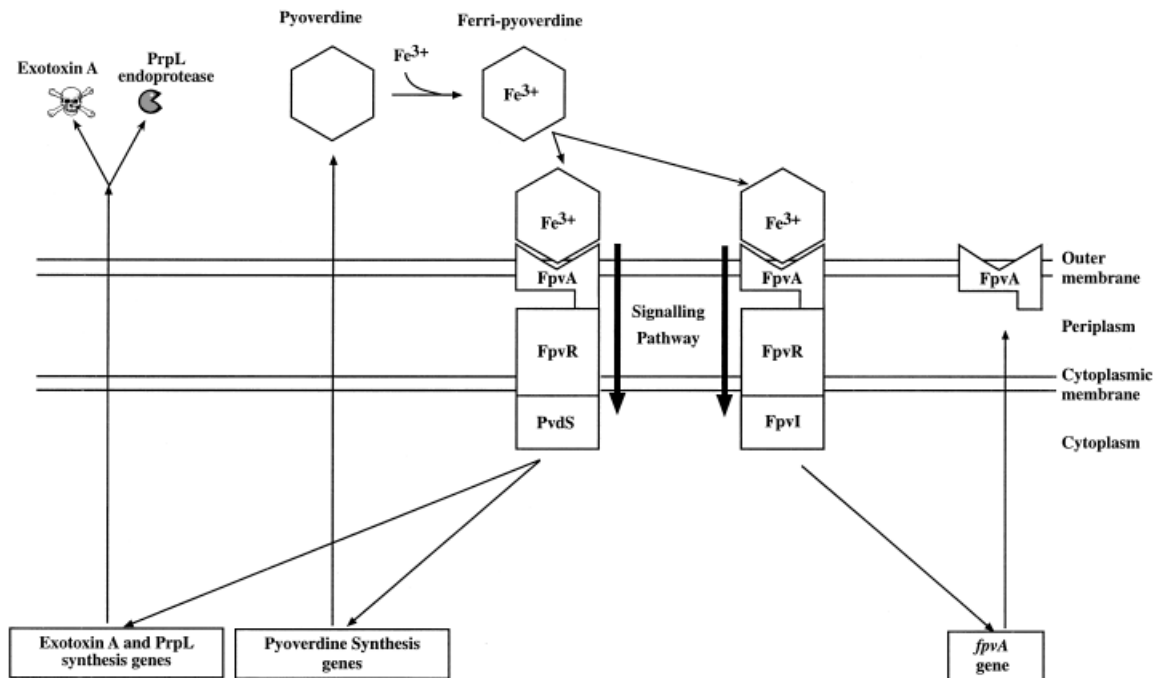 Pyoverdine
Ferri-pyoverdine
Exotoxin A
PrpL
endoprotease
Fe3+
Fe3+
Fe3+
Fe3+
FpvA
FpvA
FpvA
Outer
membrane
Signalling
Pathway
Periplasm
FpvR
FpvR
Cytoplasmic
membrane
PvdS
FpvI
Cytoplasm
Exotoxin A and PrpL
synthesis genes
Pyoverdine Synthesis
genes
fpvA
gene